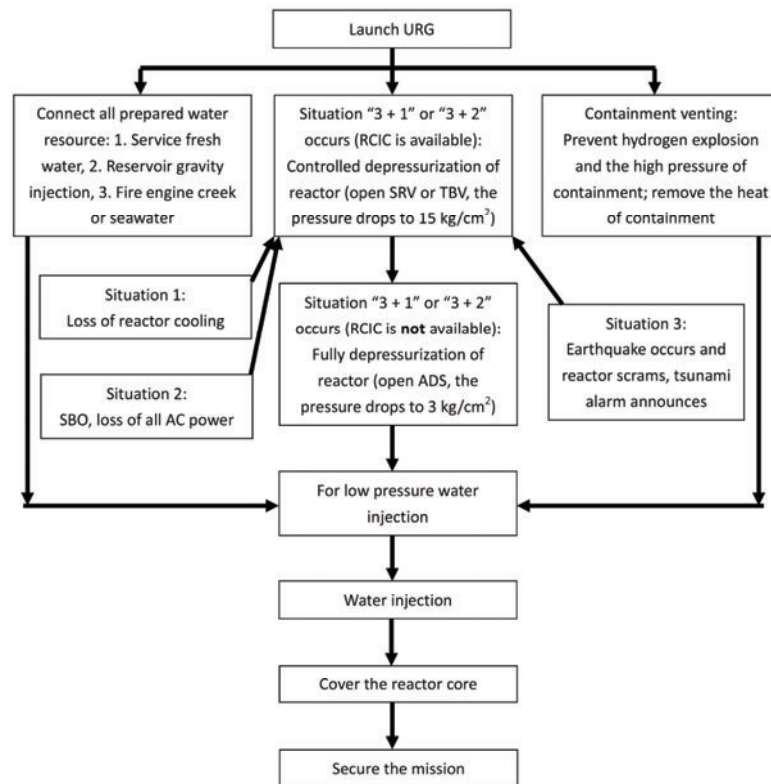 Launch URG
Connect all prepared water
resource: 1. Service fresh
water, 2. Reservoir gravity
injection, 3. Fire engine creek
or seawater
Situation “3 + 1” or “3 + 2”
occurs (RCIC is available):
Controlled depressurization of
reactor (open SRV or TBV, the
pressure drops to 15 kg/cm²)
Containment venting:
Prevent hydrogen explosion
and the high pressure of
containment; remove the heat
of containment
Situation 1:
Loss of reactor cooling
Situation 2:
SBO, loss of all AC power
Situation “3 + 1” or “3 + 2”
occurs (RCIC is not available):
Fully depressurization of
reactor (open ADS, the
pressure drops to 3 kg/cm²)
Situation 3:
Earthquake occurs and
reactor scrams, tsunami
alarm announces
For low pressure water
injection
Water injection
Cover the reactor core
Secure the mission